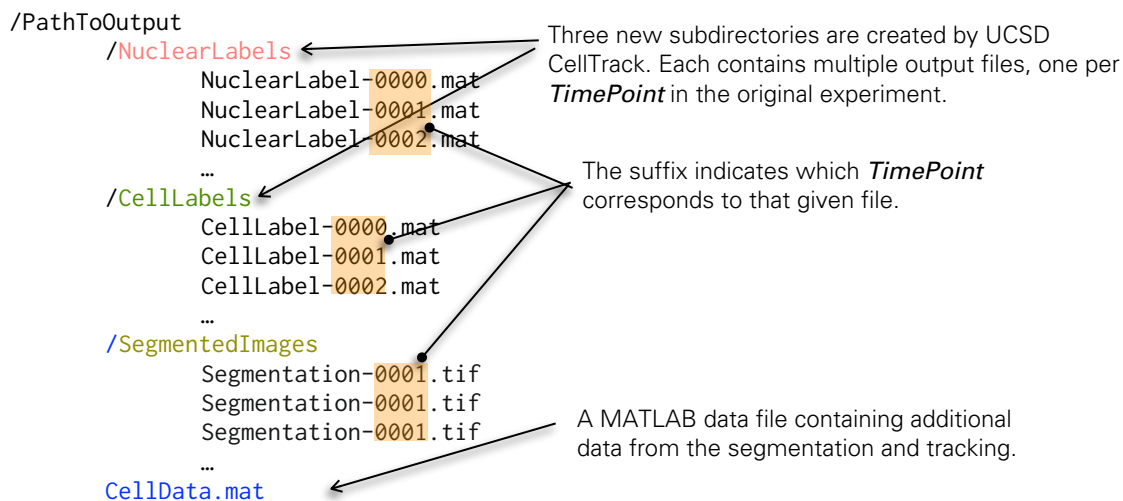 /PathToOutput
/NuclearLabels
NuclearLabel-0000.mat
NuclearLabel-0001.mat
NuclearLabel-0002.mat
…
/CellLabels
CellLabel-0000.mat
CellLabel-0001.mat
CellLabel-0002.mat
…
/SegmentedImages
Segmentation-0001.tif
Segmentation-0001.tif
Segmentation-0001.tif
…
CellData.mat
Three new subdirectories are created by UCSD
CellTrack. Each contains multiple output files, one per
TimePoint in the original experiment.
The suffix indicates which TimePoint
corresponds to that given file.
A MATLAB data file containing additional
data from the segmentation and tracking.